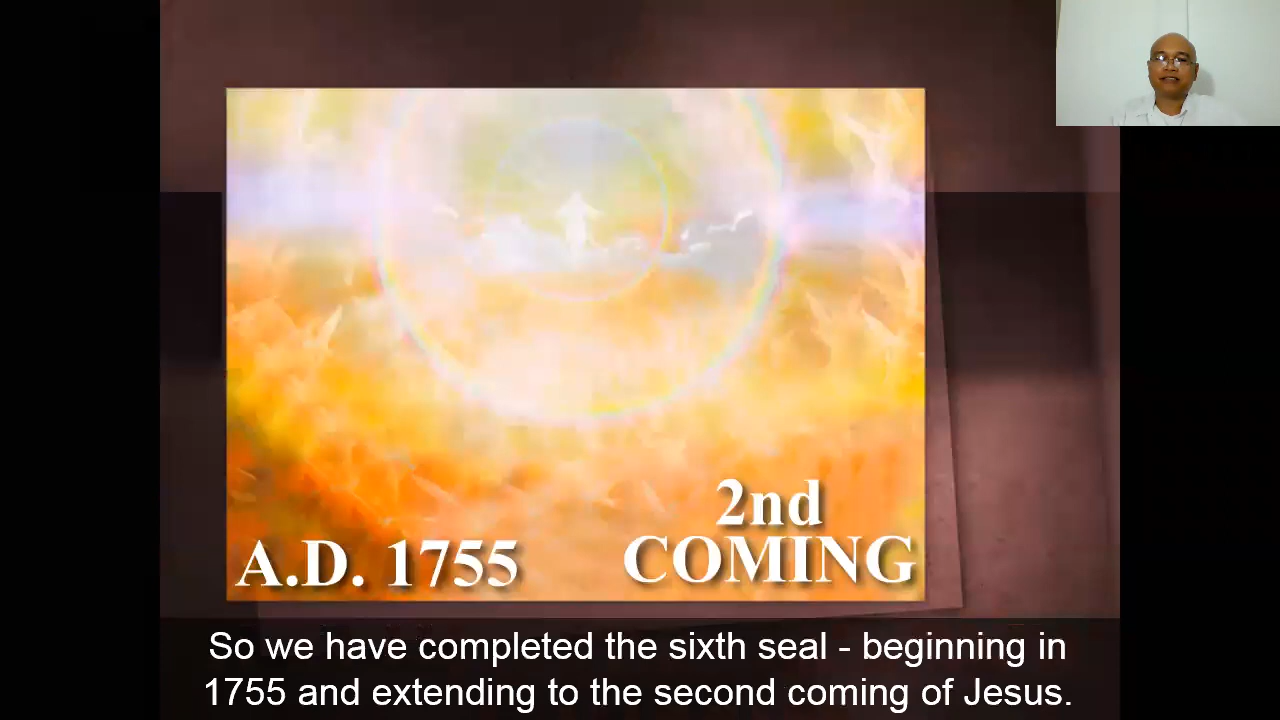 A.D. 1755
2nd
COMING
So we have completed the sixth seal - beginning in
1755 and extending to the second coming of Jesus.